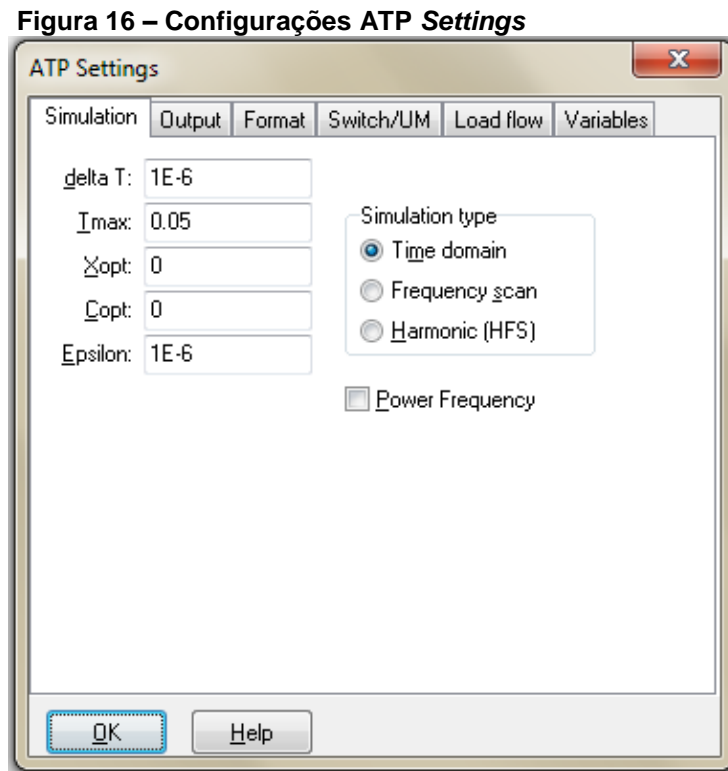 Figura 16 – Configurações ATP Settings
ATP Settings
Simulation Output Format Switch/UM Load flow Variables
delta T: 1E-6
Tmax: 0.05
Xopt: 0
Copt: 0
Epsilon: 1E-6
Simulation type
Time domain
Frequency scan
Harmonic (HFS)
Power Frequency
OK Help